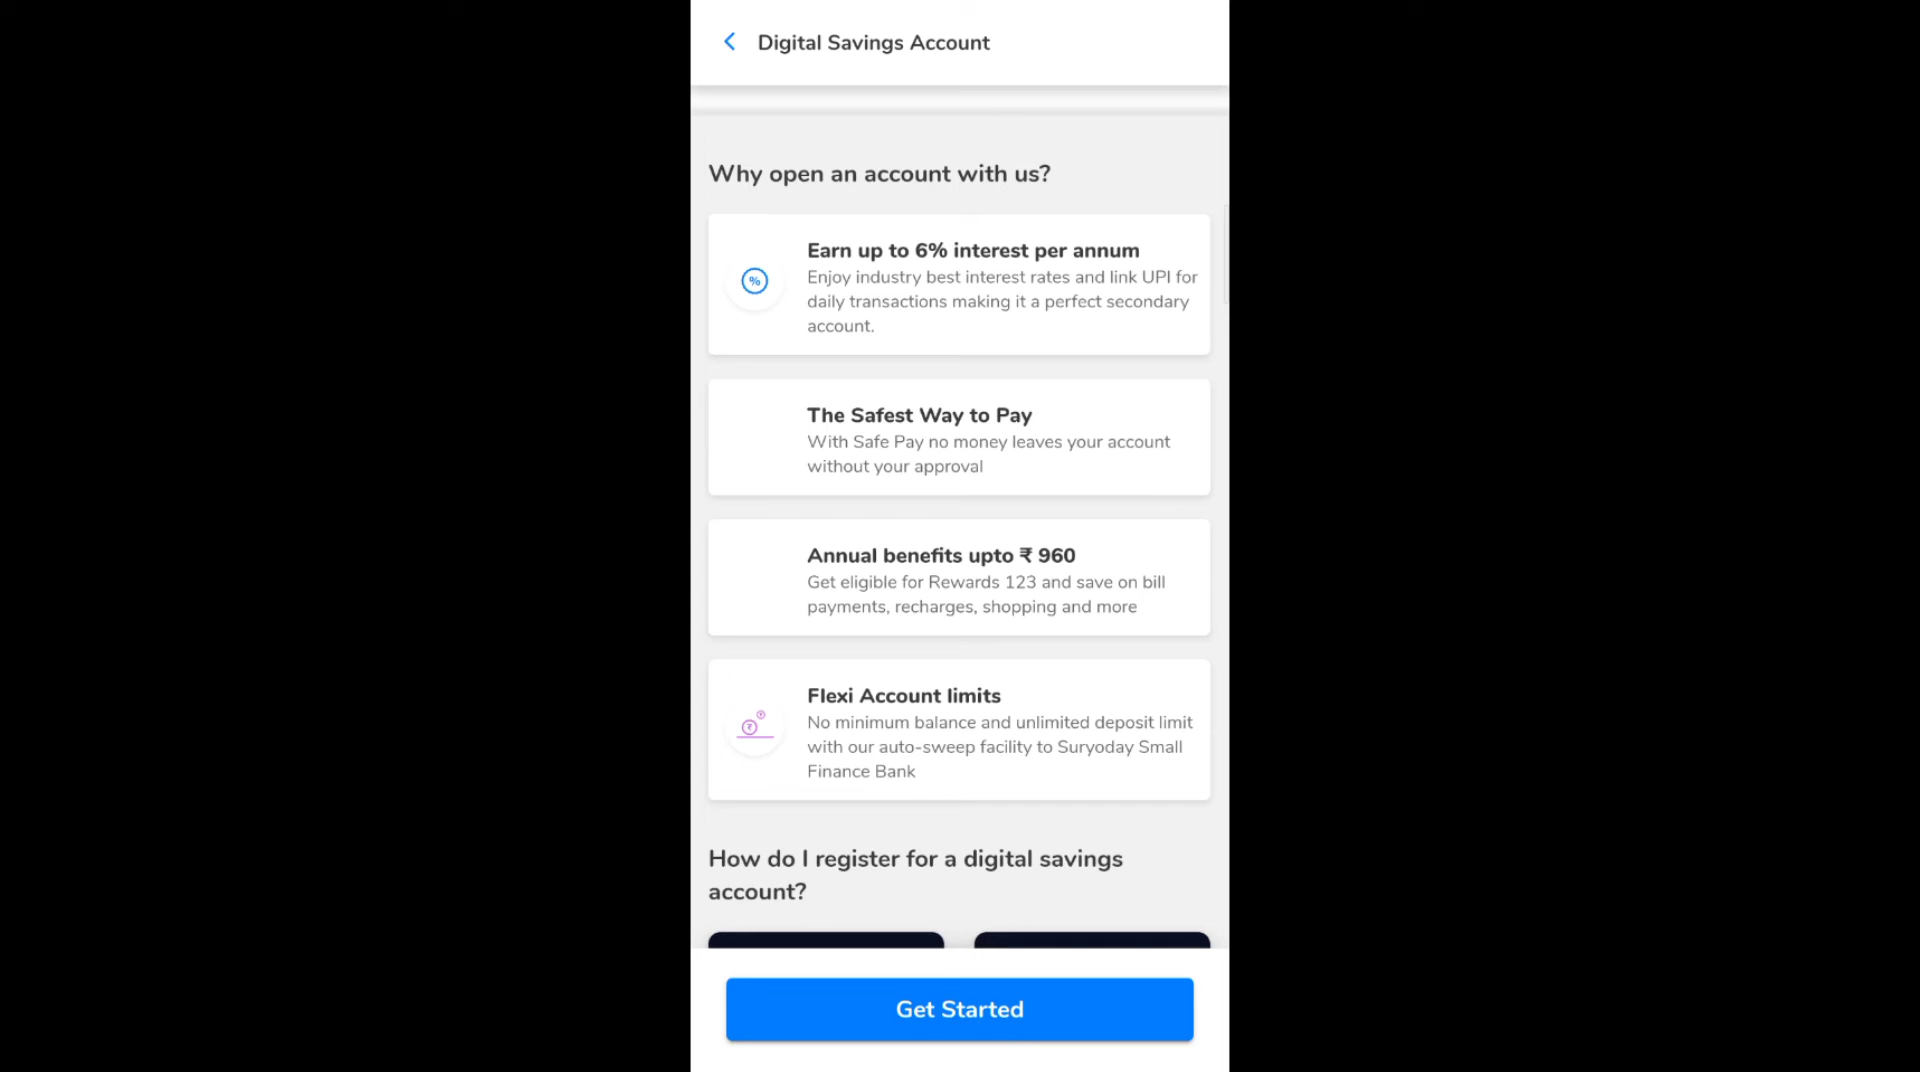 Digital Savings Account
Why open an account with us?
Earn up to 6% interest per annum
Enjoy industry best interest rates and link UPI for
daily transactions making it a perfect secondary
account.
The Safest Way to Pay
With Safe Pay no money leaves your account
without your approval
Annual benefits upto ₹ 960
Get eligible for Rewards 123 and save on bill
payments, recharges, shopping and more
Flexi Account limits
No minimum balance and unlimited deposit limit
with our auto-sweep facility to Suryoday Small
Finance Bank
How do I register for a digital savings
account?
Get Started